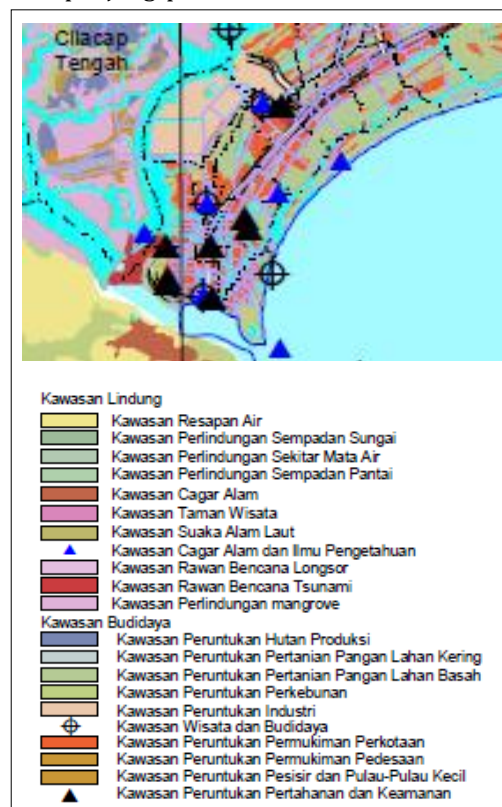 Cilacap
Tengah
Kawasan Lindung
Kawasan Resapan Air
Kawasan Perlindungan Sempadan Sungai
Kawasan Perlindungan Sekitar Mata Air
Kawasan Perlindungan Sempadan Pantai
Kawasan Cagar Alam
Kawasan Taman Wisata
Kawasan Suaka Alam Laut
Kawasan Cagar Alam dan Ilmu Pengetahuan
Kawasan Rawan Bencana Longsor
Kawasan Rawan Bencana Tsunami
Kawasan Perlindungan mangrove
Kawasan Budidaya
Kawasan Peruntukan Hutan Produksi
Kawasan Peruntukan Pertanian Pangan Lahan Kering
Kawasan Peruntukan Pertanian Pangan Lahan Basah
Kawasan Peruntukan Perkebunan
Kawasan Peruntukan Industri
Kawasan Wisata dan Budidaya
Kawasan Peruntukan Permukiman Perkotaan
Kawasan Peruntukan Permukiman Pedesaan
Kawasan Peruntukan Pesisir dan Pulau-Pulau Kecil
Kawasan Peruntukan Pertahanan dan Keamanan